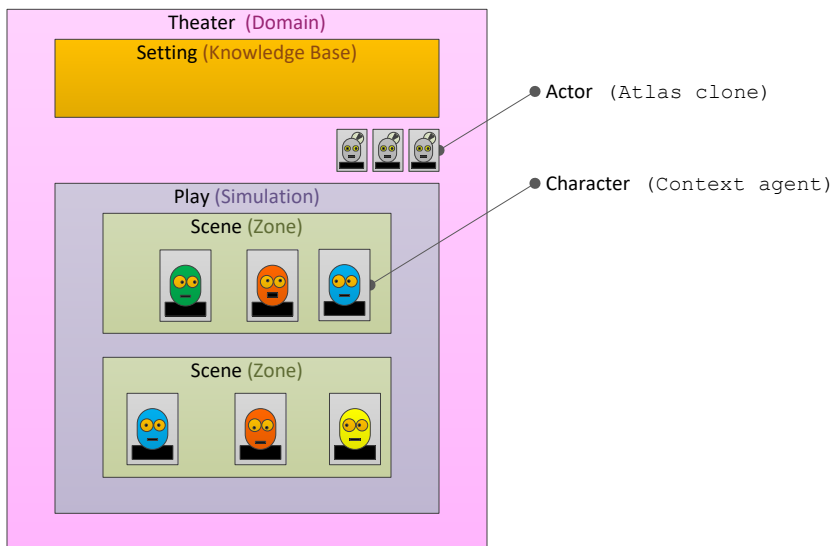 Theater (Domain)
Setting (Knowledge Base)
Actor (Atlas clone)
Character (Context agent)
Play (Simulation)
Scene (Zone)
Scene (Zone)